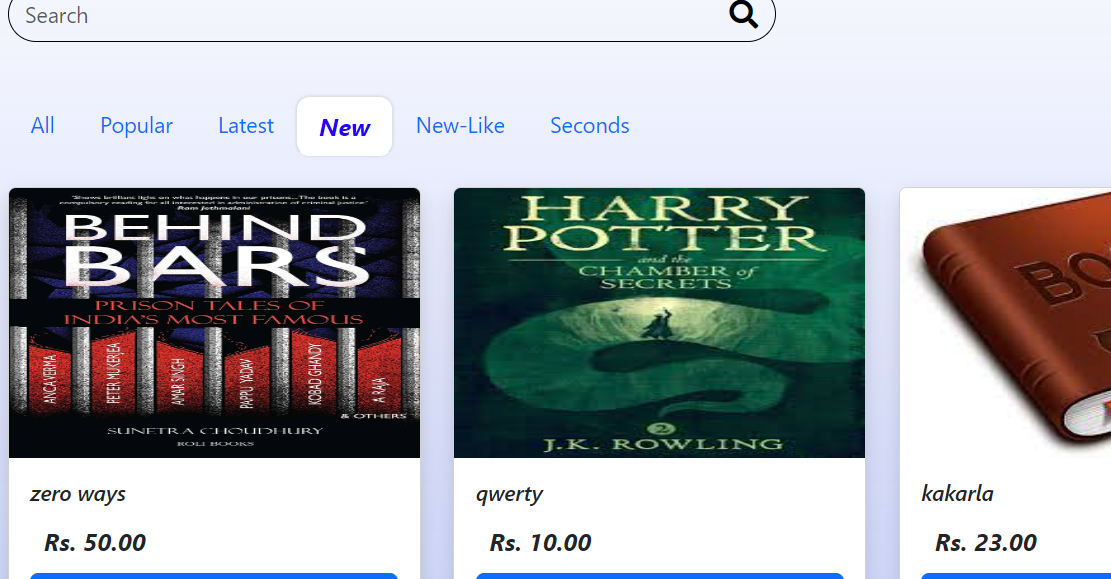 Search
All Popular Latest New New-Like Seconds
'Shows brilliant light on what happens in our prisons...The book is a
compulsory reading for all interested in administration of criminal justice.'
Ram Jethmalani
BEHIND
BARS
PRISON TALES OF
INDIA'S MOST FAMOUS
ANCA VERMA
PETER MUKERJEA
AMAR SINGH
PAPPU YADAV
KOBAD GHANDY
A RAJA
& OTHERS
SUNETRA CHOUDHURY
ROLI BOOKS
HARRY
POTTER
and the
CHAMBER of
SECRETS
2
J.K. ROWLING
BO
zero ways
Rs. 50.00
qwerty
Rs. 10.00
kakarla
Rs. 23.00